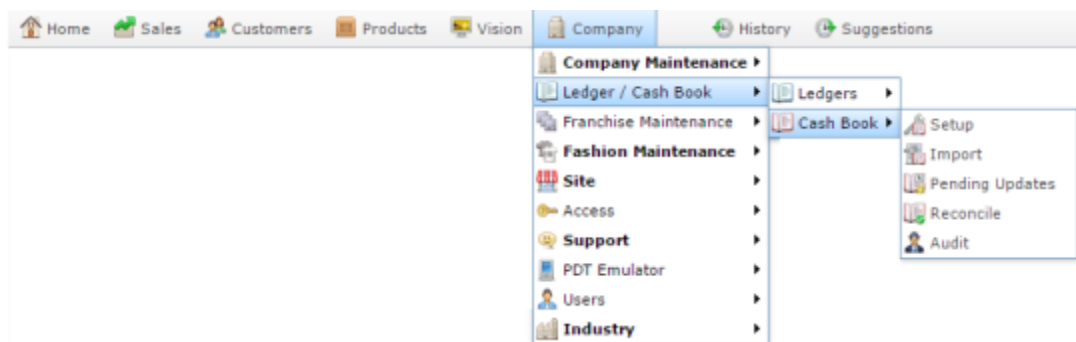 Home Sales Customers Products Vision Company History Suggestions
Company Maintenance
Ledger / Cash Book Ledgers
Franchise Maintenance Cash Book Setup
Fashion Maintenance Import
Site Pending Updates
Access Reconcile
Support Audit
PDT Emulator
Users
Industry